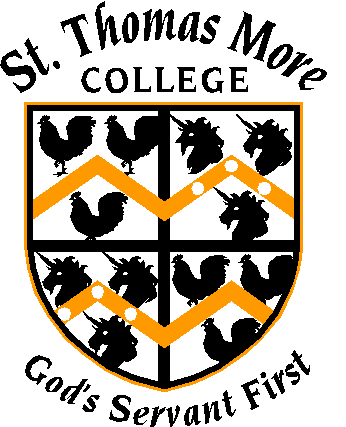 St. Thomas More
COLLEGE
God's Servant First